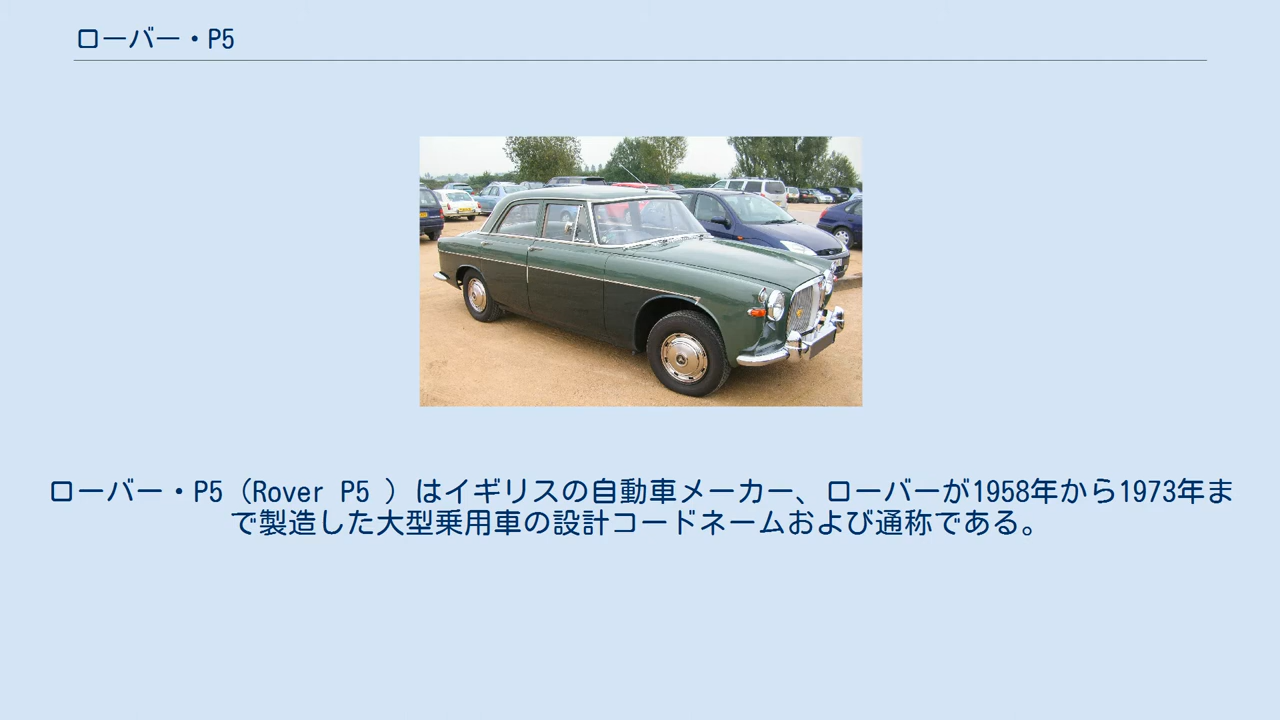 ローバー・P5
ローバー・P5（Rover P5 ）はイギリスの自動車メーカー、ローバーが1958年から1973年ま
で製造した大型乗用車の設計コードネームおよび通称である。